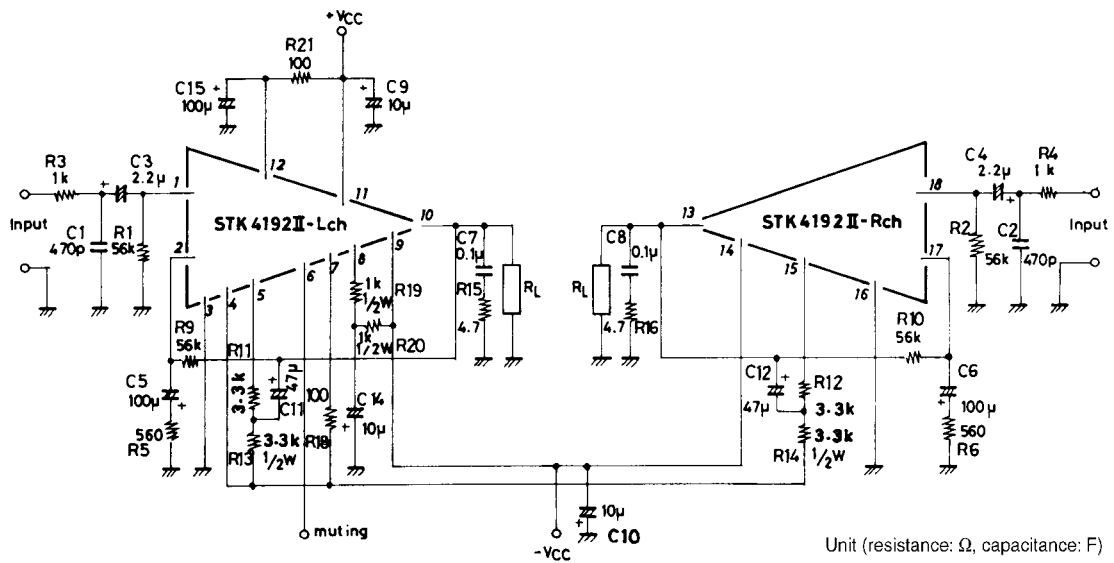 +VCC
R21
100
C15 +
100μ
+ C9
10μ
R3
1k
C3
+ 2.2μ
1
12
11
10
Input
C1
470p
R1
56k
STK4192II-Lch
2
3
4
5
6
7
8
9
C7
0.1μ
R15
4.7
RL
1k
1/2W
R19
1k
1/2W
R20
R9
56k
C5
100μ
+
560
R5
R11
3.3k
+
47μ
C11
3.3k
1/2W
R13
100
R18
C14
+ 10μ
muting
-VCC
10μ
+
C10
13
C8
0.1μ
RL
4.7
R16
STK4192II-Rch
14
15
16
17
18
C4
2.2μ
+
R4
1k
R2
56k
C2
470p
Input
R10
56k
C12 +
47μ
R12
3.3k
3.3k
R14 1/2W
C6
+ 100μ
560
R6
Unit (resistance: Ω, capacitance: F)